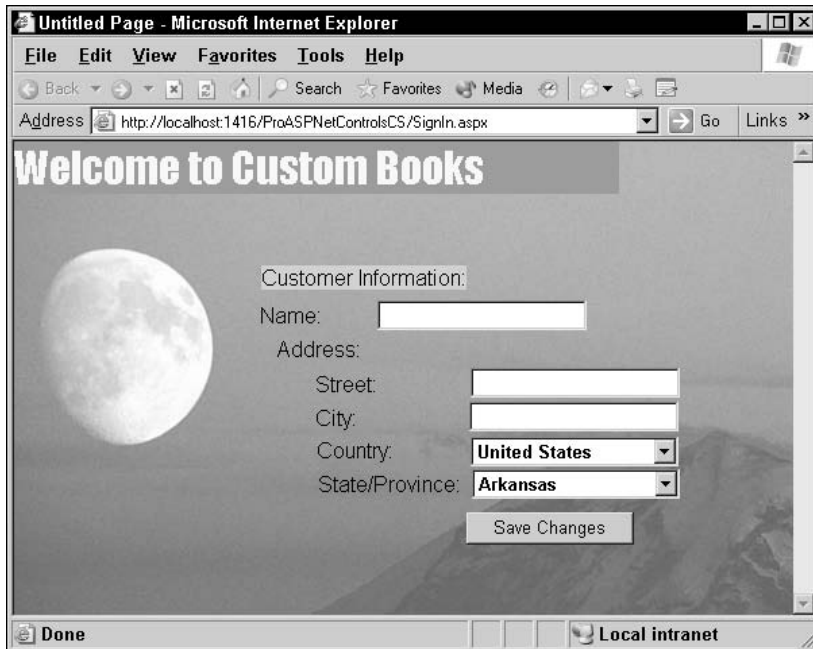 Untitled Page - Microsoft Internet Explorer
File Edit View Favorites Tools Help
Back Search Favorites Media
Address http://localhost:1416/ProASPNetControlsCS/SignIn.aspx Go Links »
Welcome to Custom Books
Customer Information:
Name:
Address:
Street:
City:
Country: United States
State/Province: Arkansas
Save Changes
Done Local intranet